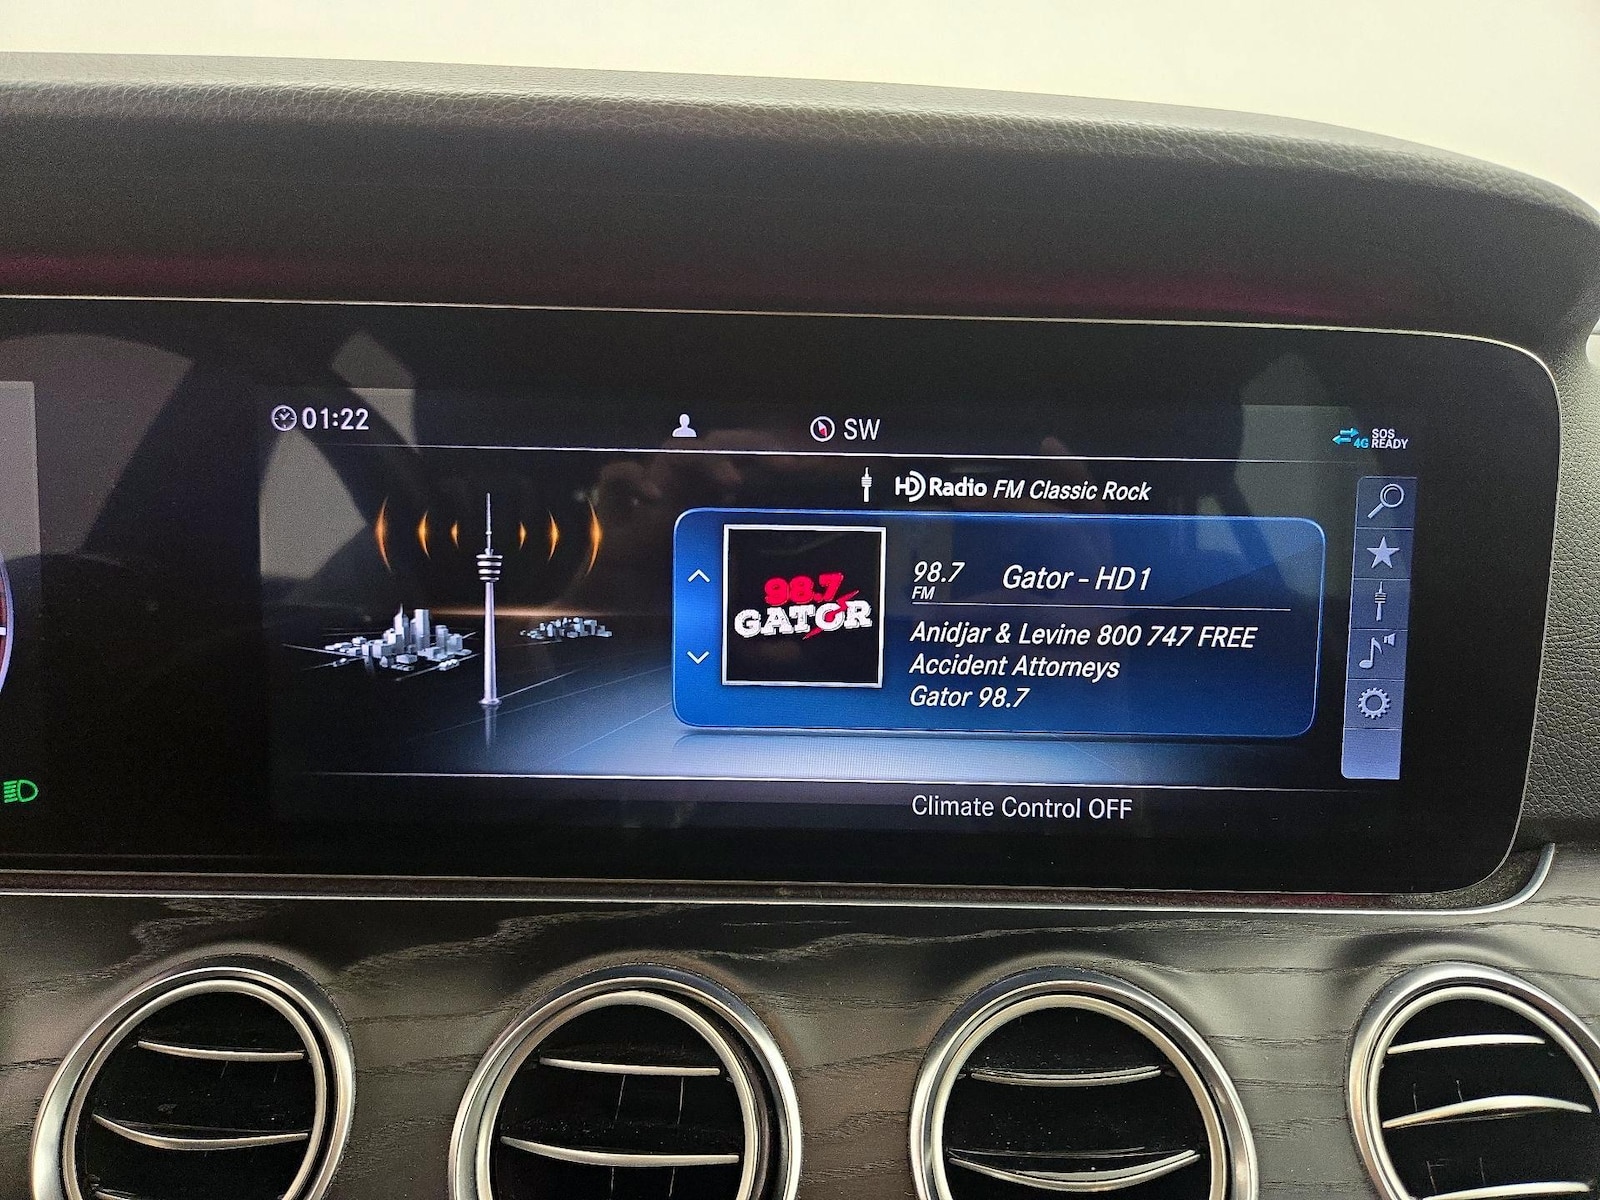 01:22
SW
4G SOS READY
HD Radio FM Classic Rock
98.7 GATOR
98.7 FM
Gator - HD1
Anidjar & Levine 800 747 FREE
Accident Attorneys
Gator 98.7
Climate Control OFF